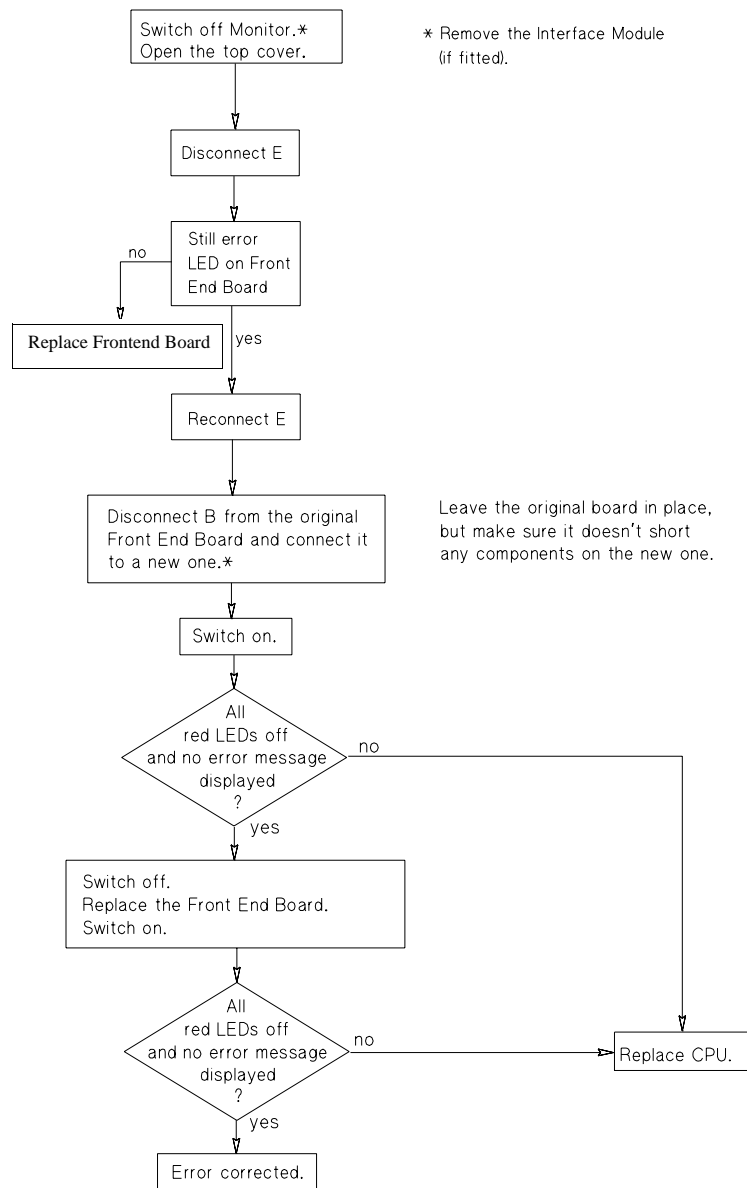 Switch off Monitor.*
Open the top cover.
* Remove the Interface Module
(if fitted).
Disconnect E
Still error
LED on Front
End Board
no
Replace Frontend Board
yes
Reconnect E
Disconnect B from the original
Front End Board and connect it
to a new one.*
Leave the original board in place,
but make sure it doesn't short
any components on the new one.
Switch on.
All
red LEDs off
and no error message
displayed
?
no
yes
Switch off.
Replace the Front End Board.
Switch on.
All
red LEDs off
and no error message
displayed
?
no
Replace CPU.
yes
Error corrected.